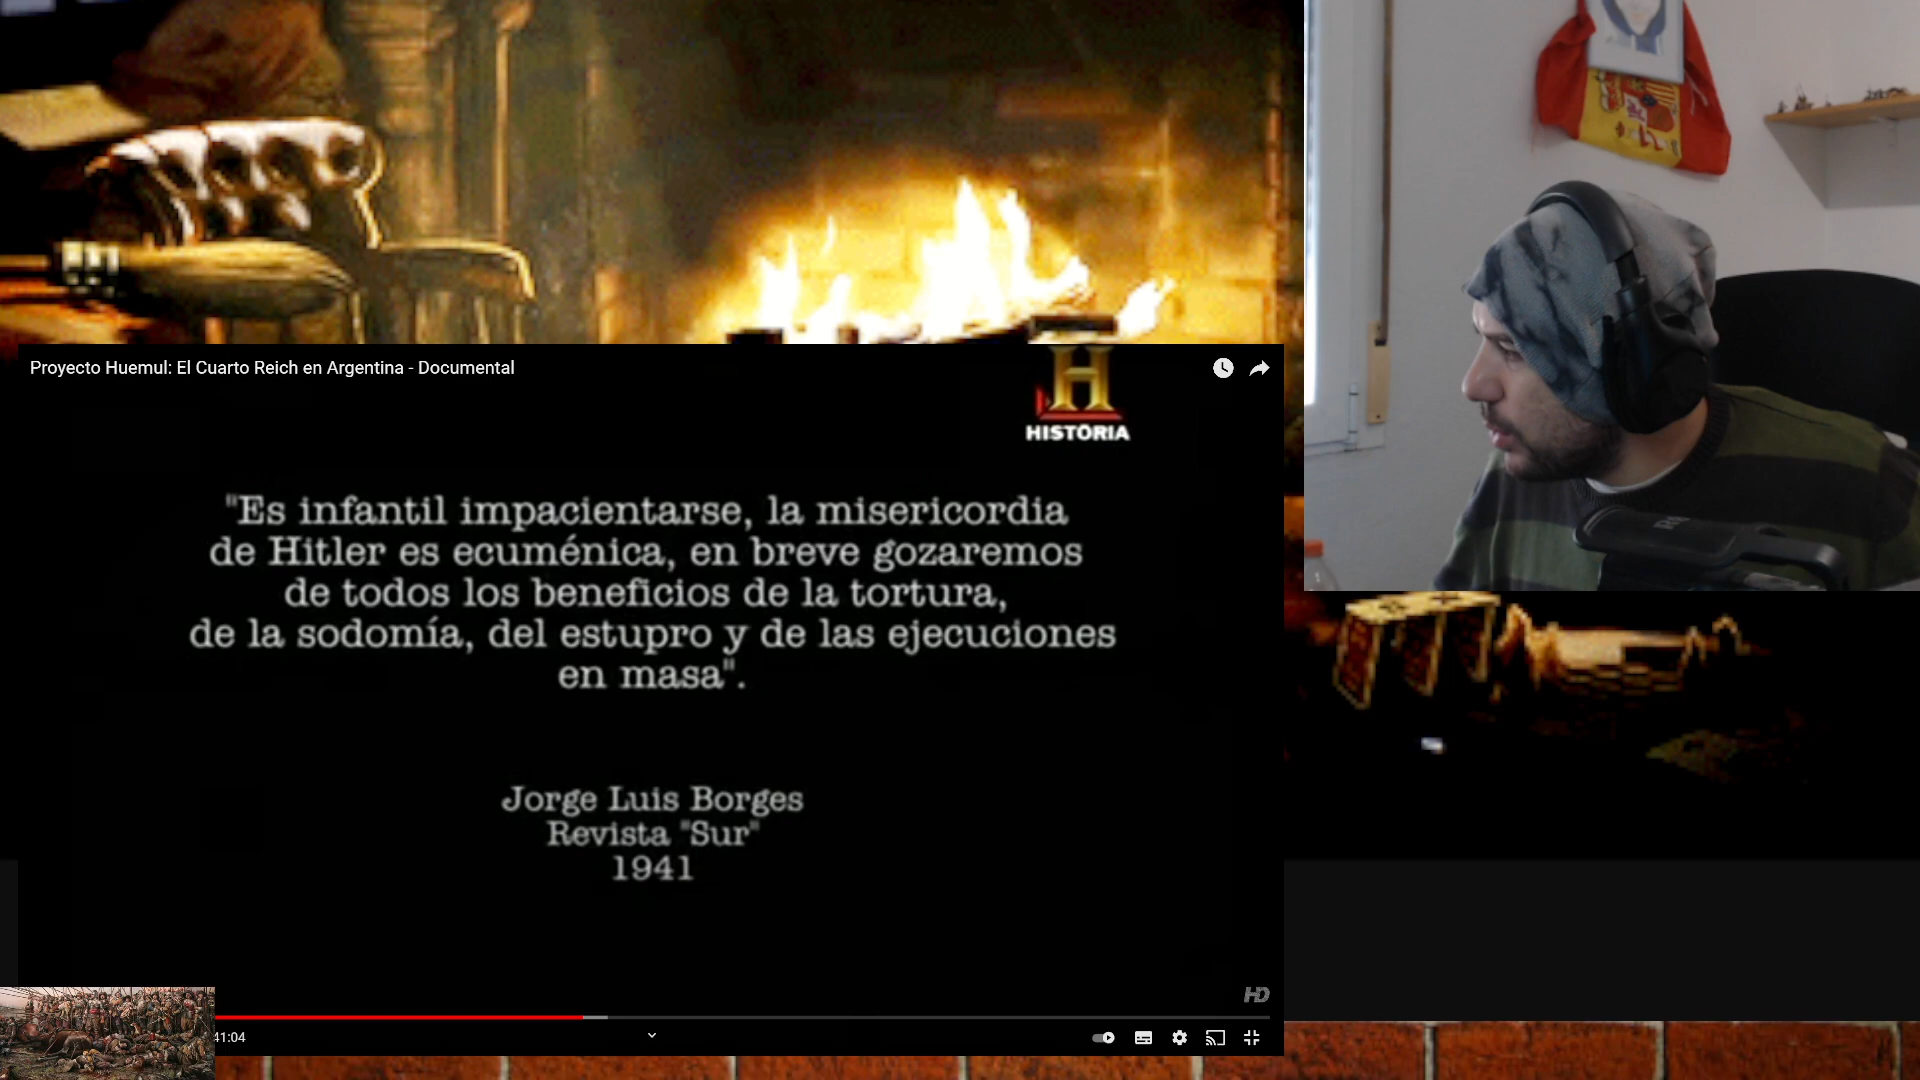 Proyecto Huemul: El Cuarto Reich en Argentina - Documental
H
HISTORIA
"Es infantil impacientarse, la misericordia
de Hitler es ecuménica, en breve gozaremos
de todos los beneficios de la tortura,
de la sodomía, del estupro y de las ejecuciones
en masa".
Jorge Luis Borges
Revista "Sur"
1941
HD
41:04